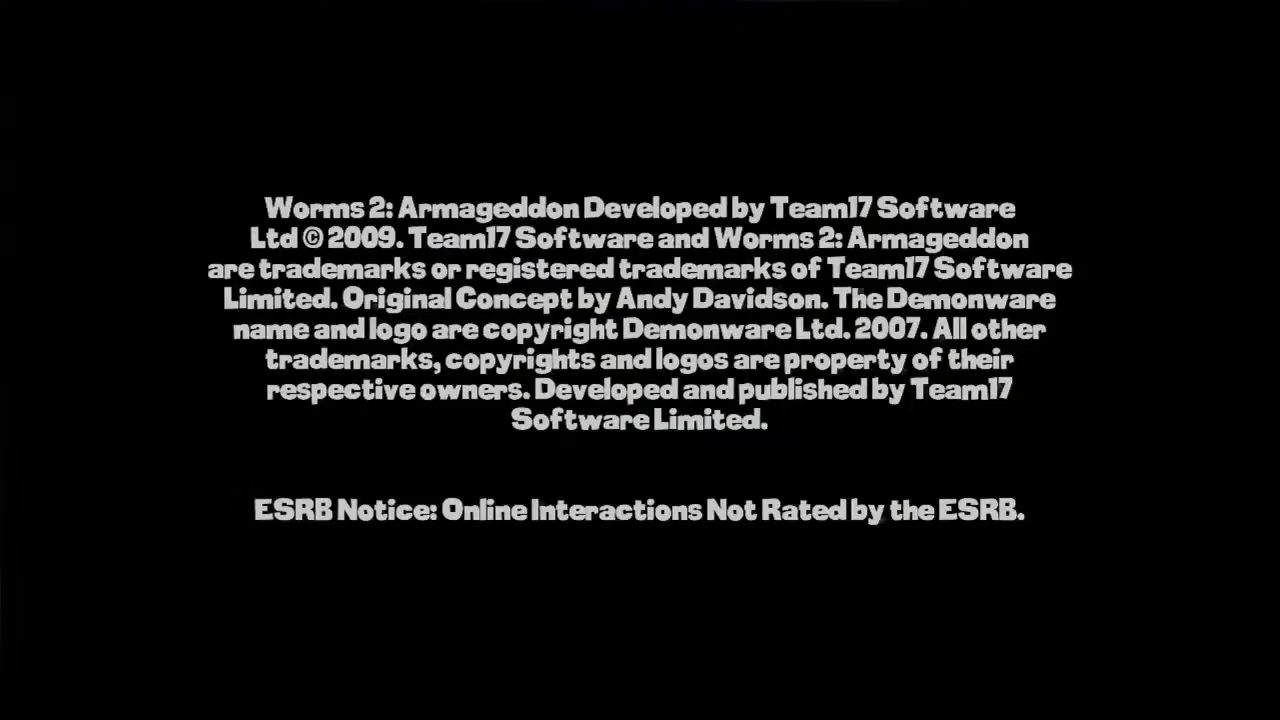 Worms 2: Armageddon Developed by Team17 Software
Ltd © 2009. Team17 Software and Worms 2: Armageddon
are trademarks or registered trademarks of Team17 Software
Limited. Original Concept by Andy Davidson. The Demonware
name and logo are copyright Demonware Ltd. 2007. All other
trademarks, copyrights and logos are property of their
respective owners. Developed and published by Team17
Software Limited.
ESRB Notice: Online Interactions Not Rated by the ESRB.